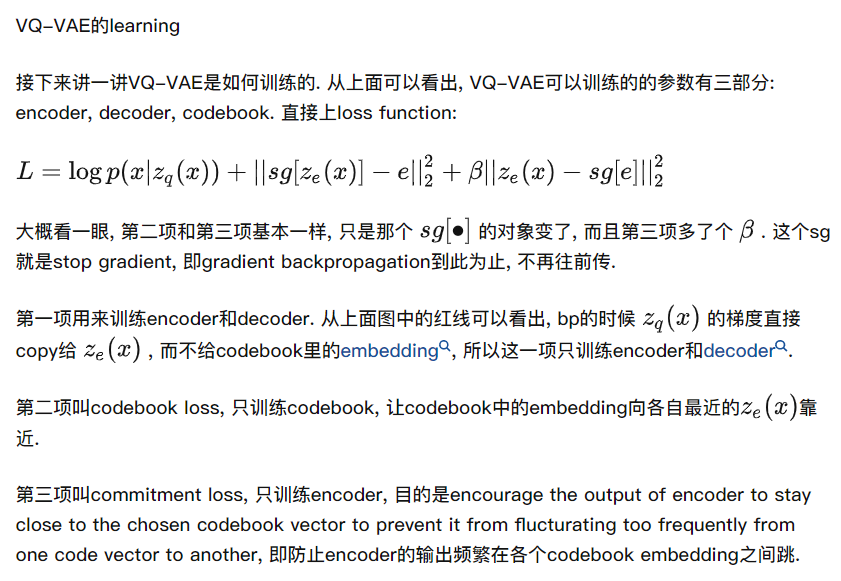 VQ-VAE的learning
接下来讲一讲VQ-VAE是如何训练的. 从上面可以看出, VQ-VAE可以训练的的参数有三部分:
encoder, decoder, codebook. 直接上loss function:
L = log p(x|z_q(x)) + ||sg[z_e(x)] − e||_2^2 + β||z_e(x) − sg[e]||_2^2
大概看一眼, 第二项和第三项基本一样, 只是那个 sg[●] 的对象变了, 而且第三项多了个 β . 这个sg
就是stop gradient, 即gradient backpropagation到此为止, 不再往前传.
第一项用来训练encoder和decoder. 从上面图中的红线可以看出, bp的时候 z_q(x) 的梯度直接
copy给 z_e(x) , 而不给codebook里的embedding, 所以这一项只训练encoder和decoder.
第二项叫codebook loss, 只训练codebook, 让codebook中的embedding向各自最近的z_e(x)靠
近.
第三项叫commitment loss, 只训练encoder, 目的是encourage the output of encoder to stay
close to the chosen codebook vector to prevent it from flucturating too frequently from
one code vector to another, 即防止encoder的输出频繁在各个codebook embedding之间跳.